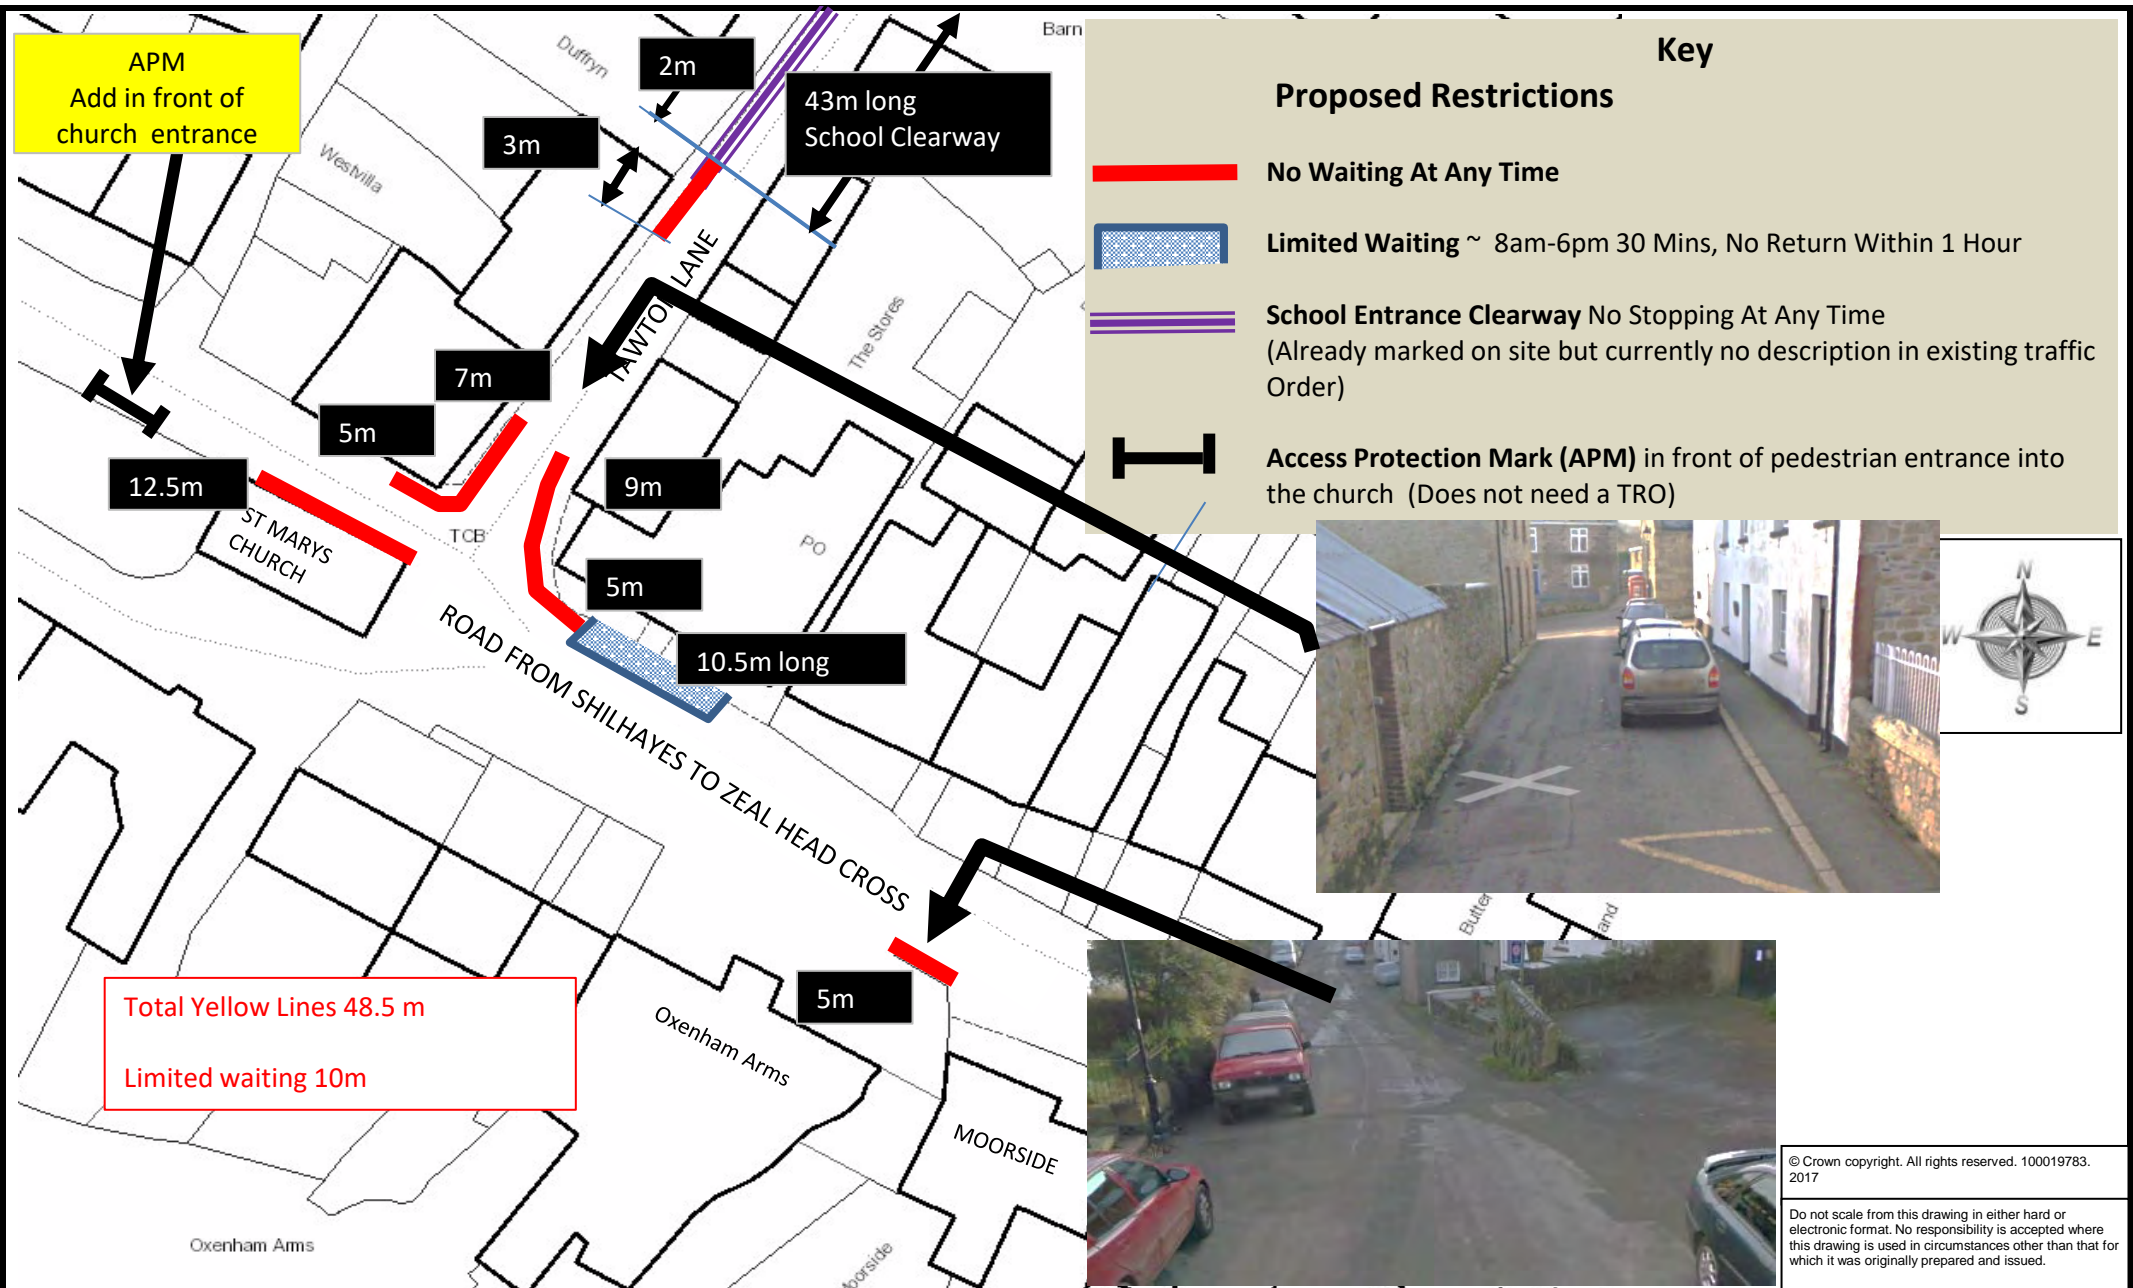 APM
Add in front of
church entrance
Duffryn
2m
43m long
School Clearway
Barn
3m
Westvilla
TAWTON LANE
The Stores
7m
5m
12.5m
ST MARYS
CHURCH
TCB
9m
PO
5m
10.5m long
ROAD FROM SHILHAYES TO ZEAL HEAD CROSS
Key
Proposed Restrictions
No Waiting At Any Time
Limited Waiting ~ 8am-6pm 30 Mins, No Return Within 1 Hour
School Entrance Clearway No Stopping At Any Time
(Already marked on site but currently no description in existing traffic
Order)
Access Protection Mark (APM) in front of pedestrian entrance into
the church (Does not need a TRO)
N
W
E
S
Butter
and
5m
Total Yellow Lines 48.5 m
Limited waiting 10m
Oxenham Arms
MOORSIDE
Oxenham Arms
Moorside
© Crown copyright. All rights reserved. 100019783.
2017
Do not scale from this drawing in either hard or
electronic format. No responsibility is accepted where
this drawing is used in circumstances other than that for
which it was originally prepared and issued.